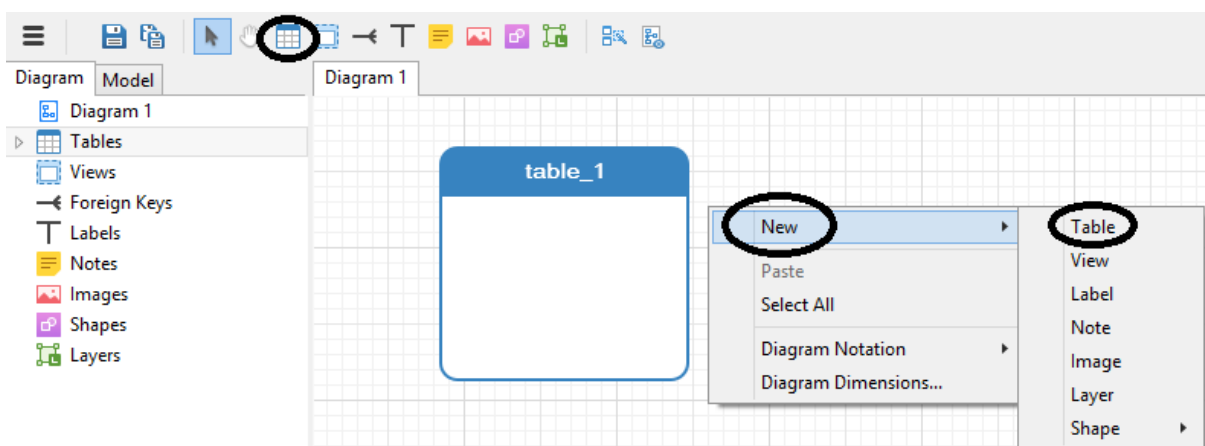 Diagram
Model
Diagram 1
Diagram 1
Tables
Views
Foreign Keys
Labels
Notes
Images
Shapes
Layers
table_1
New
Paste
Select All
Diagram Notation
Diagram Dimensions...
Table
View
Label
Note
Image
Layer
Shape